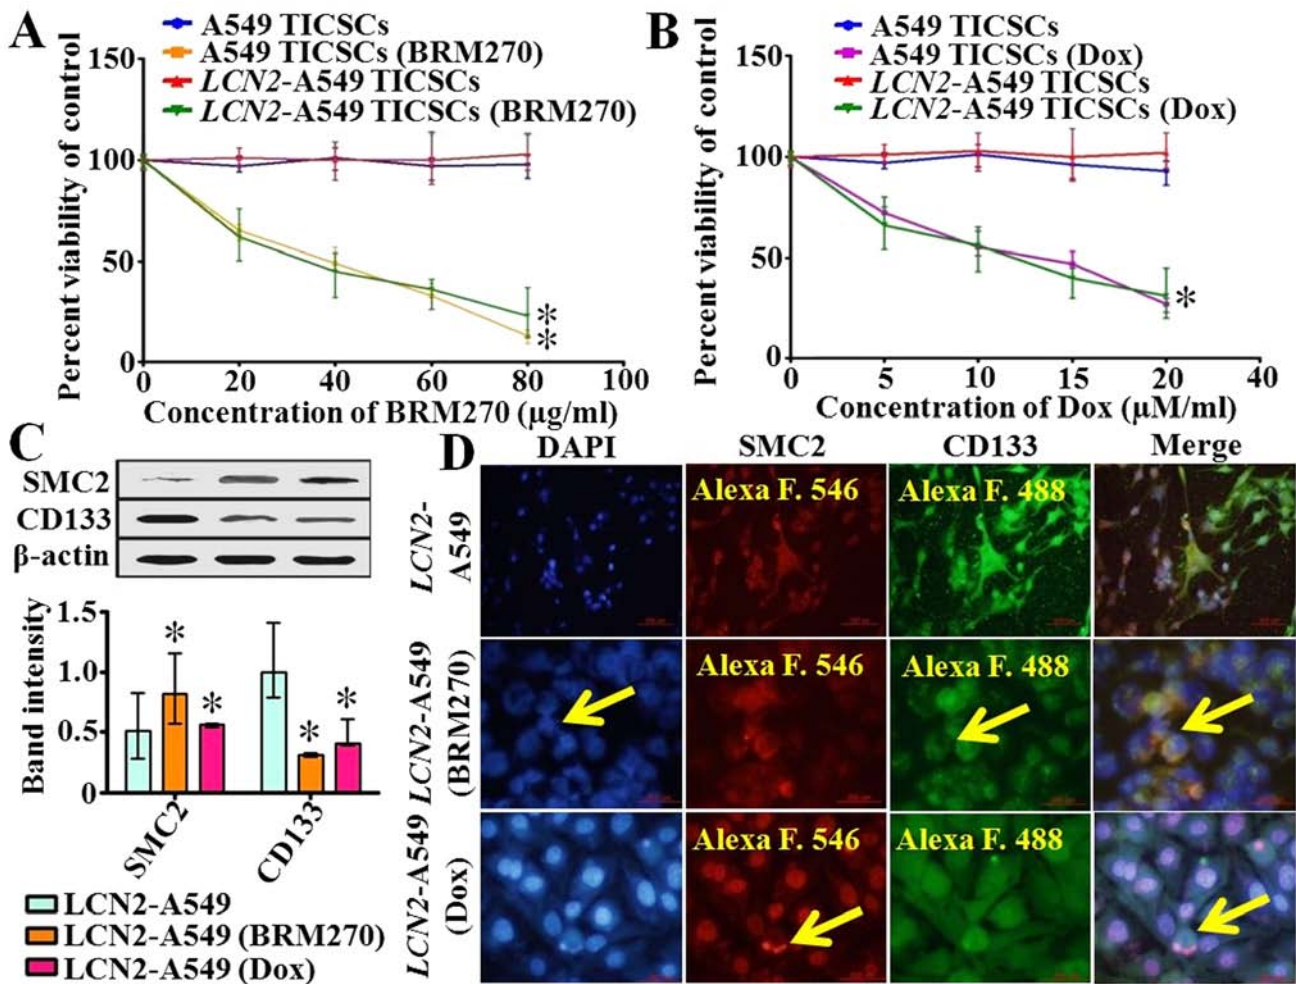 A
A549 TICSCs
A549 TICSCs (BRM270)
LCN2-A549 TICSCs
LCN2-A549 TICSCs (BRM270)
Percent viability of control
150
100
50
0
0 20 40 60 80 100
*
*
Concentration of BRM270 (µg/ml)
B
A549 TICSCs
A549 TICSCs (Dox)
LCN2-A549 TICSCs
LCN2-A549 TICSCs (Dox)
Percent viability of control
150
100
50
0
0 5 10 15 20 40
*
Concentration of Dox (µM/ml)
C
SMC2
CD133
β-actin
Band intensity
1.5
1.0
0.5
0
* * * *
SMC2 CD133
LCN2-A549
LCN2-A549 (BRM270)
LCN2-A549 (Dox)
D
DAPI SMC2 CD133 Merge
LCN2-
A549
Alexa F. 546 Alexa F. 488
LCN2-A549
(BRM270)
Alexa F. 546 Alexa F. 488
LCN2-A549
(Dox)
Alexa F. 546 Alexa F. 488